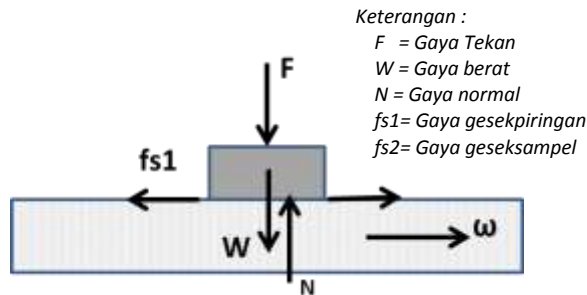 Keterangan :
F = Gaya Tekan
W = Gaya berat
N = Gaya normal
fs1= Gaya gesekpiringan
fs2= Gaya geseksampel
F
fs1
W
ω
N